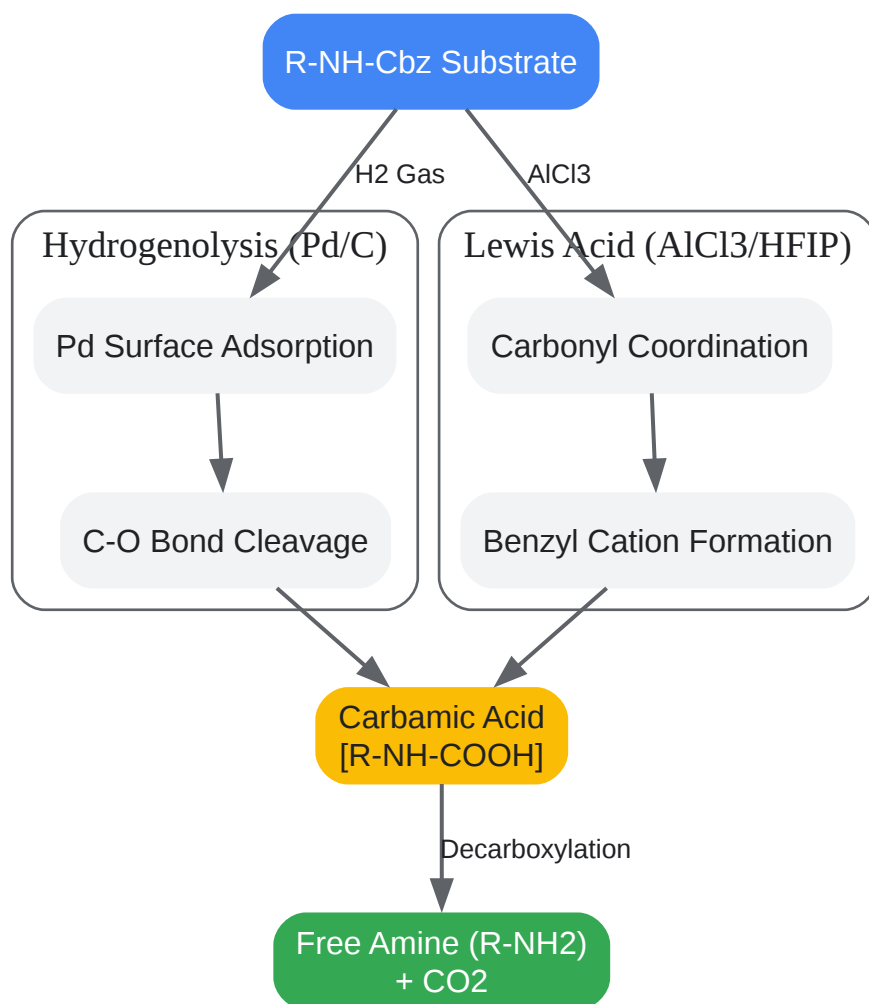 R-NH-Cbz Substrate
H2 Gas
AlCl3
Hydrogenolysis (Pd/C)
Lewis Acid (AlCl3/HFIP)
Pd Surface Adsorption
Carbonyl Coordination
C-O Bond Cleavage
Benzyl Cation Formation
Carbamic Acid
[R-NH-COOH]
Decarboxylation
Free Amine (R-NH2)
+ CO2